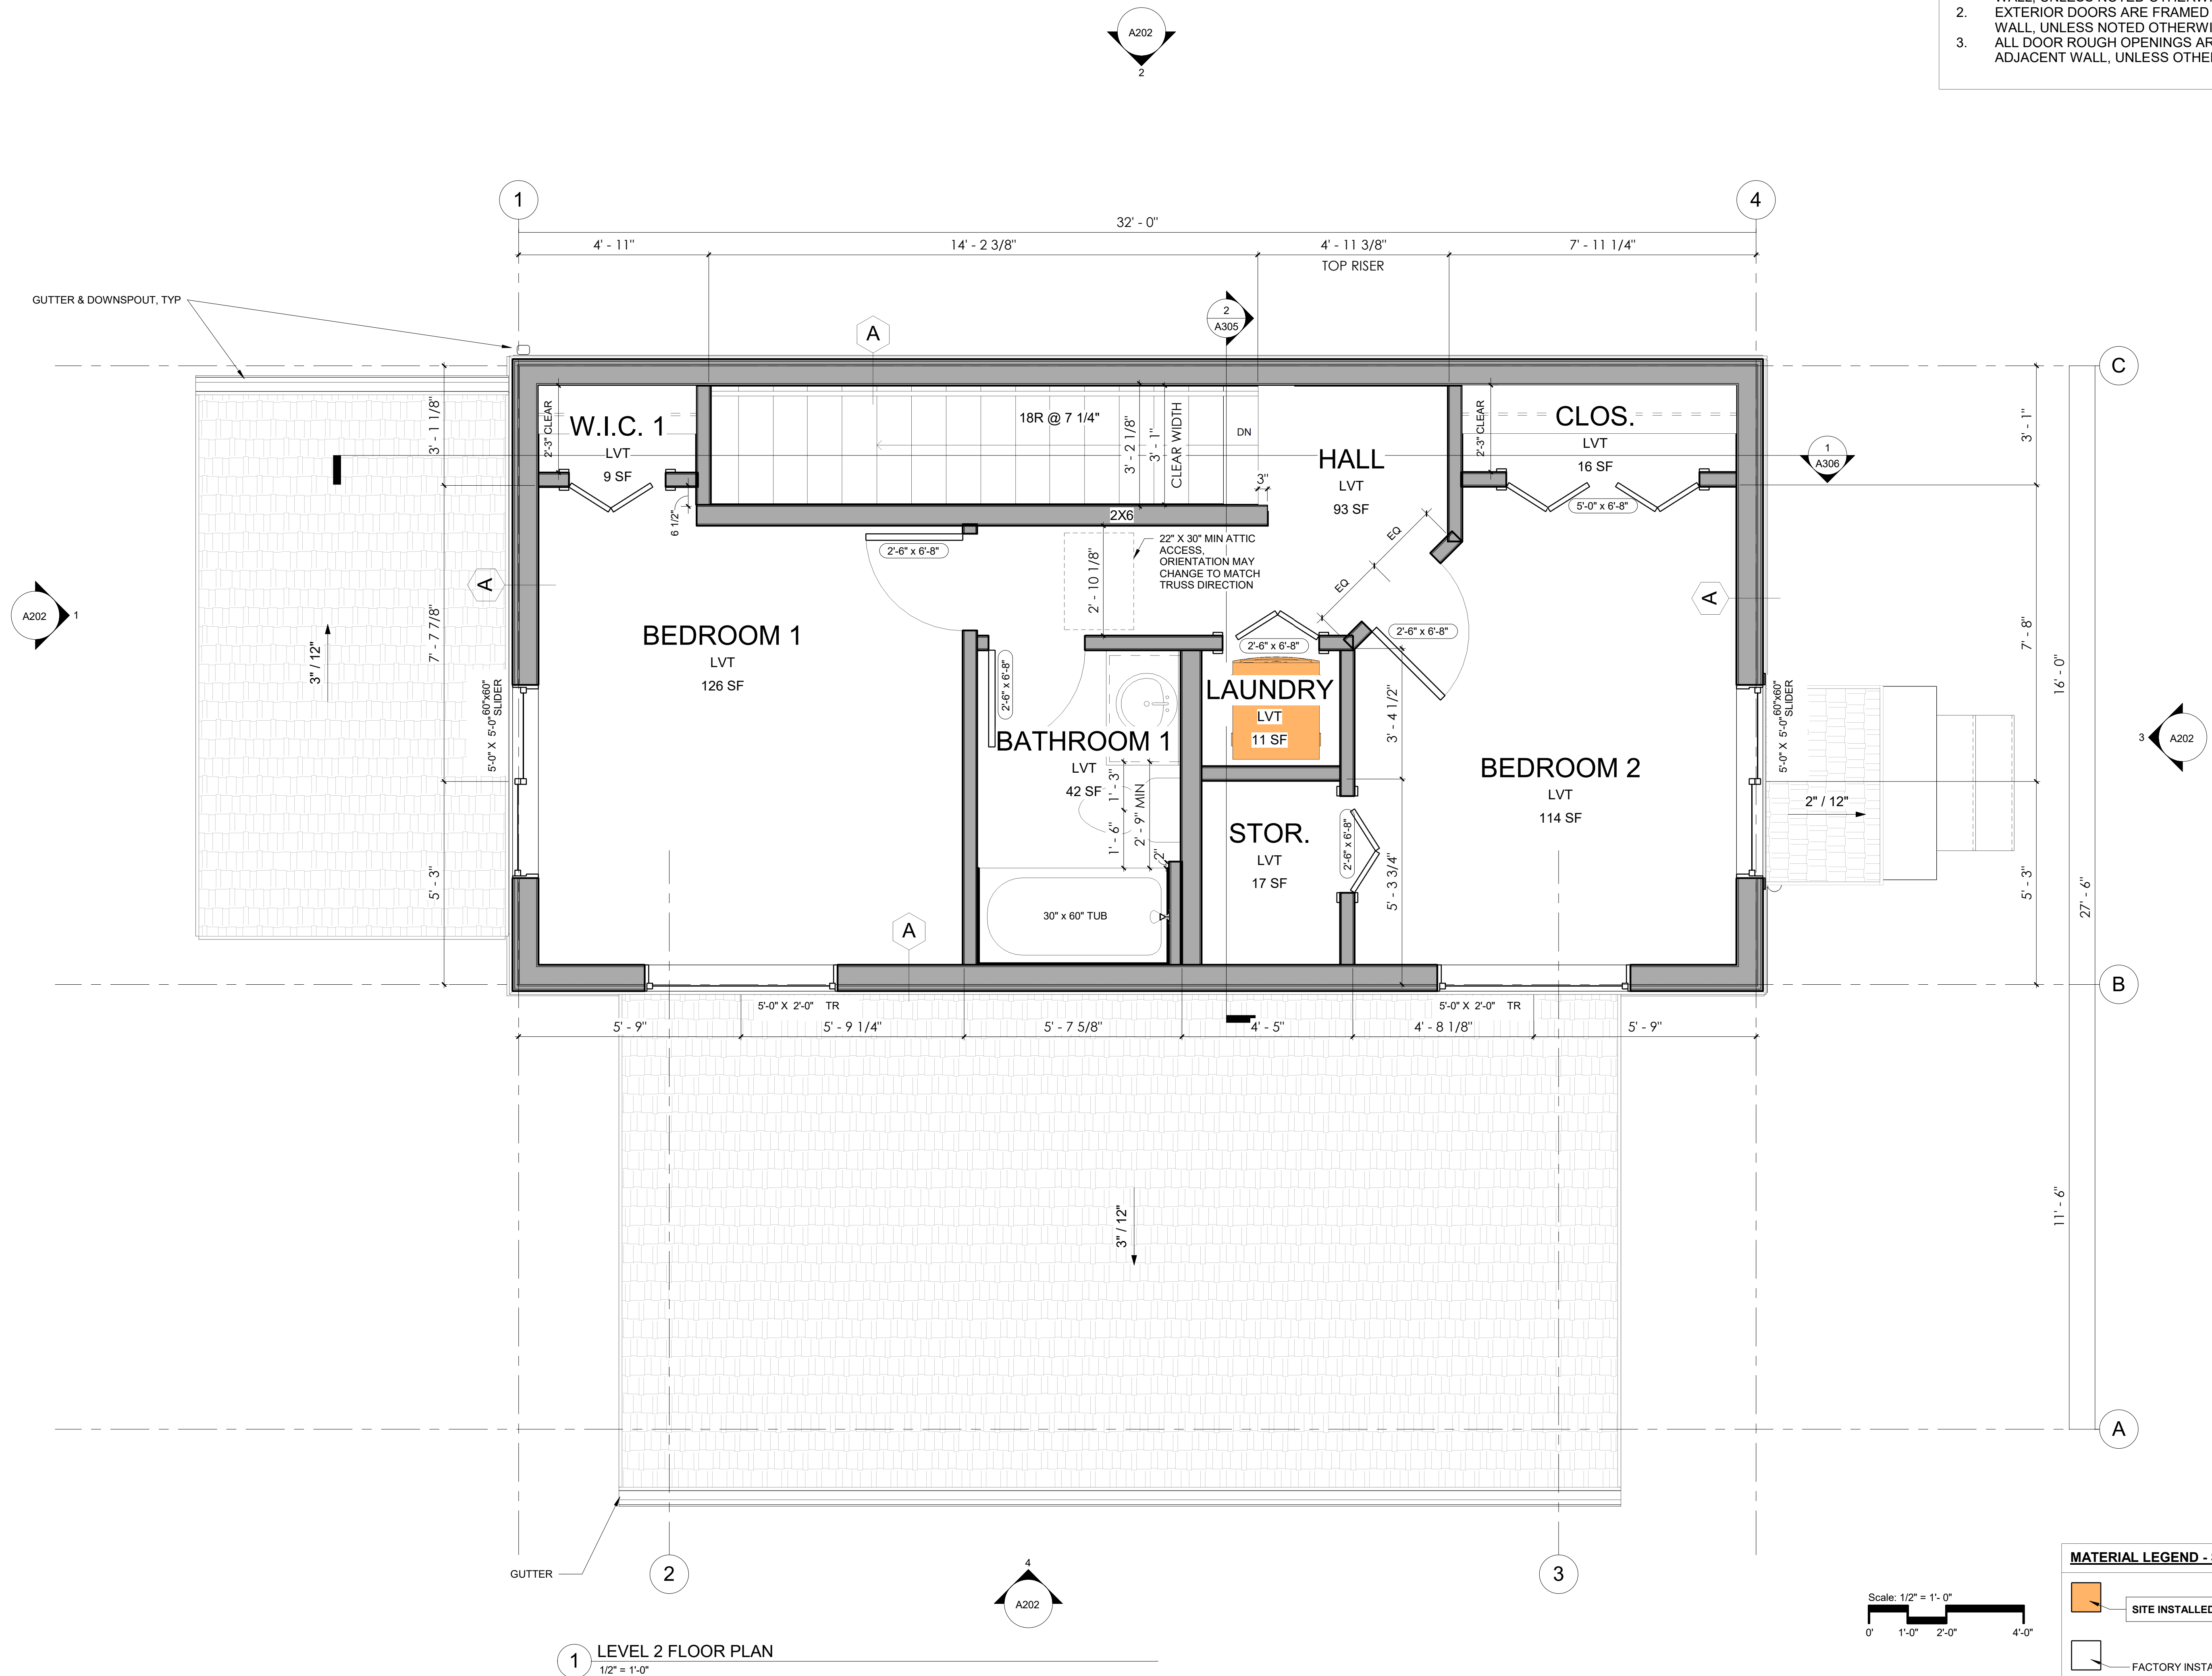 WALL, UNLESS NOTED
2. EXTERIOR DOORS ARE FRAMED
WALL, UNLESS NOTED
3. ALL DOOR ROUGH OPENINGS
ADJACENT WALL, UNLESS
A202
2
1
4
32' - 0"
4' - 11"
14' - 2 3/8"
4' - 11 3/8"
7' - 11 1/4"
TOP RISER
GUTTER & DOWNSPOUT, TYP
A
2
A305
C
W.I.C. 1
LVT
9 SF
2'-3" CLEAR
18R @ 7 1/4"
3' - 2 1/8"
3' - 1"
CLEAR WIDTH
DN
3"
HALL
LVT
93 SF
2'-3" CLEAR
CLOS.
LVT
16 SF
5'-0" x 6'-8"
1
A306
3' - 1 1/8"
3' - 1"
6 1/2"
2X6
2'-6" x 6'-8"
22" X 30" MIN ATTIC
ACCESS,
ORIENTATION MAY
CHANGE TO MATCH
TRUSS DIRECTION
2' - 10 1/8"
EQ
EQ
A
A
A202
1
3" / 12"
7' - 7 7/8"
7' - 8"
BEDROOM 1
LVT
126 SF
2'-6" x 6'-8"
2'-6" x 6'-8"
2'-6" x 6'-8"
5'-0" X 5'-0"
60"x60"
SLIDER
LAUNDRY
LVT
11 SF
3' - 4 1/2"
BATHROOM 1
LVT
42 SF
1' - 3"
1' - 6"
2' - 9" MIN
2"
BEDROOM 2
LVT
114 SF
5'-0" X 5'-0"
60"x60"
SLIDER
16' - 0"
3
A202
2" / 12"
STOR.
LVT
17 SF
2'-6" x 6'-8"
5' - 3 3/4"
30" x 60" TUB
5' - 3"
5' - 3"
27' - 6"
A
B
5'-0" X 2'-0" TR
5'-0" X 2'-0" TR
5' - 9"
5' - 9 1/4"
5' - 7 5/8"
4' - 5"
4' - 8 1/8"
5' - 9"
3" / 12"
11' - 6"
A
GUTTER
2
3
4
A202
1
LEVEL 2 FLOOR PLAN
1/2" = 1'-0"
Scale: 1/2" = 1'- 0"
0' 1'-0" 2'-0" 4'-0"
MATERIAL LEGEND -
SITE INSTALLED
FACTORY